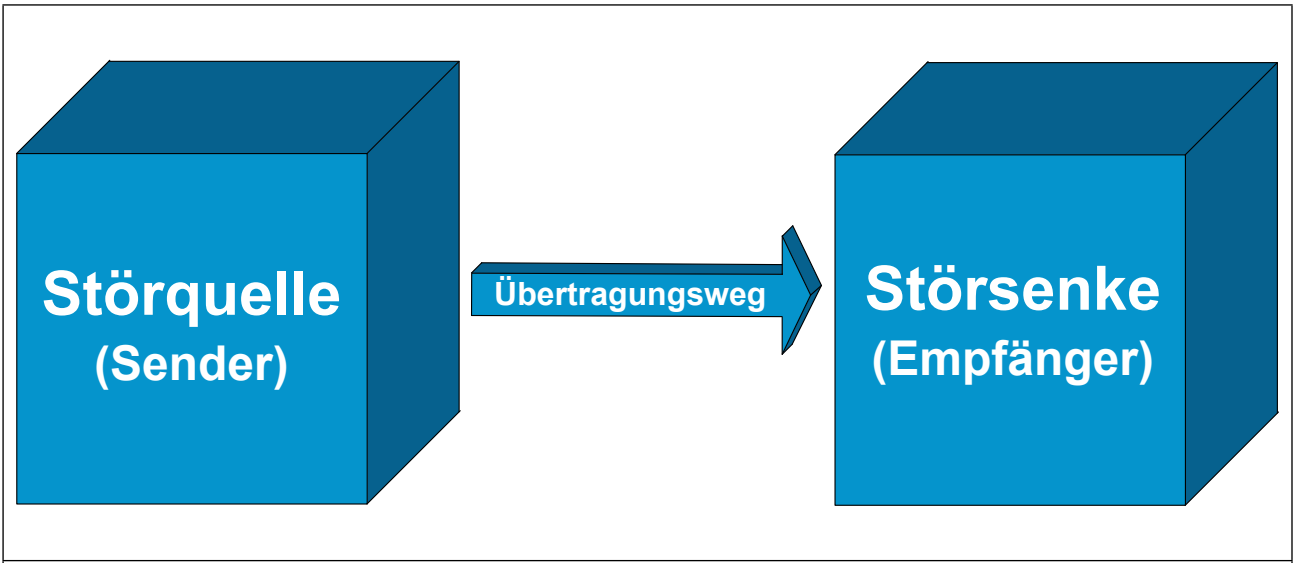 Störquelle
(Sender)
Übertragungsweg
Störsenke
(Empfänger)